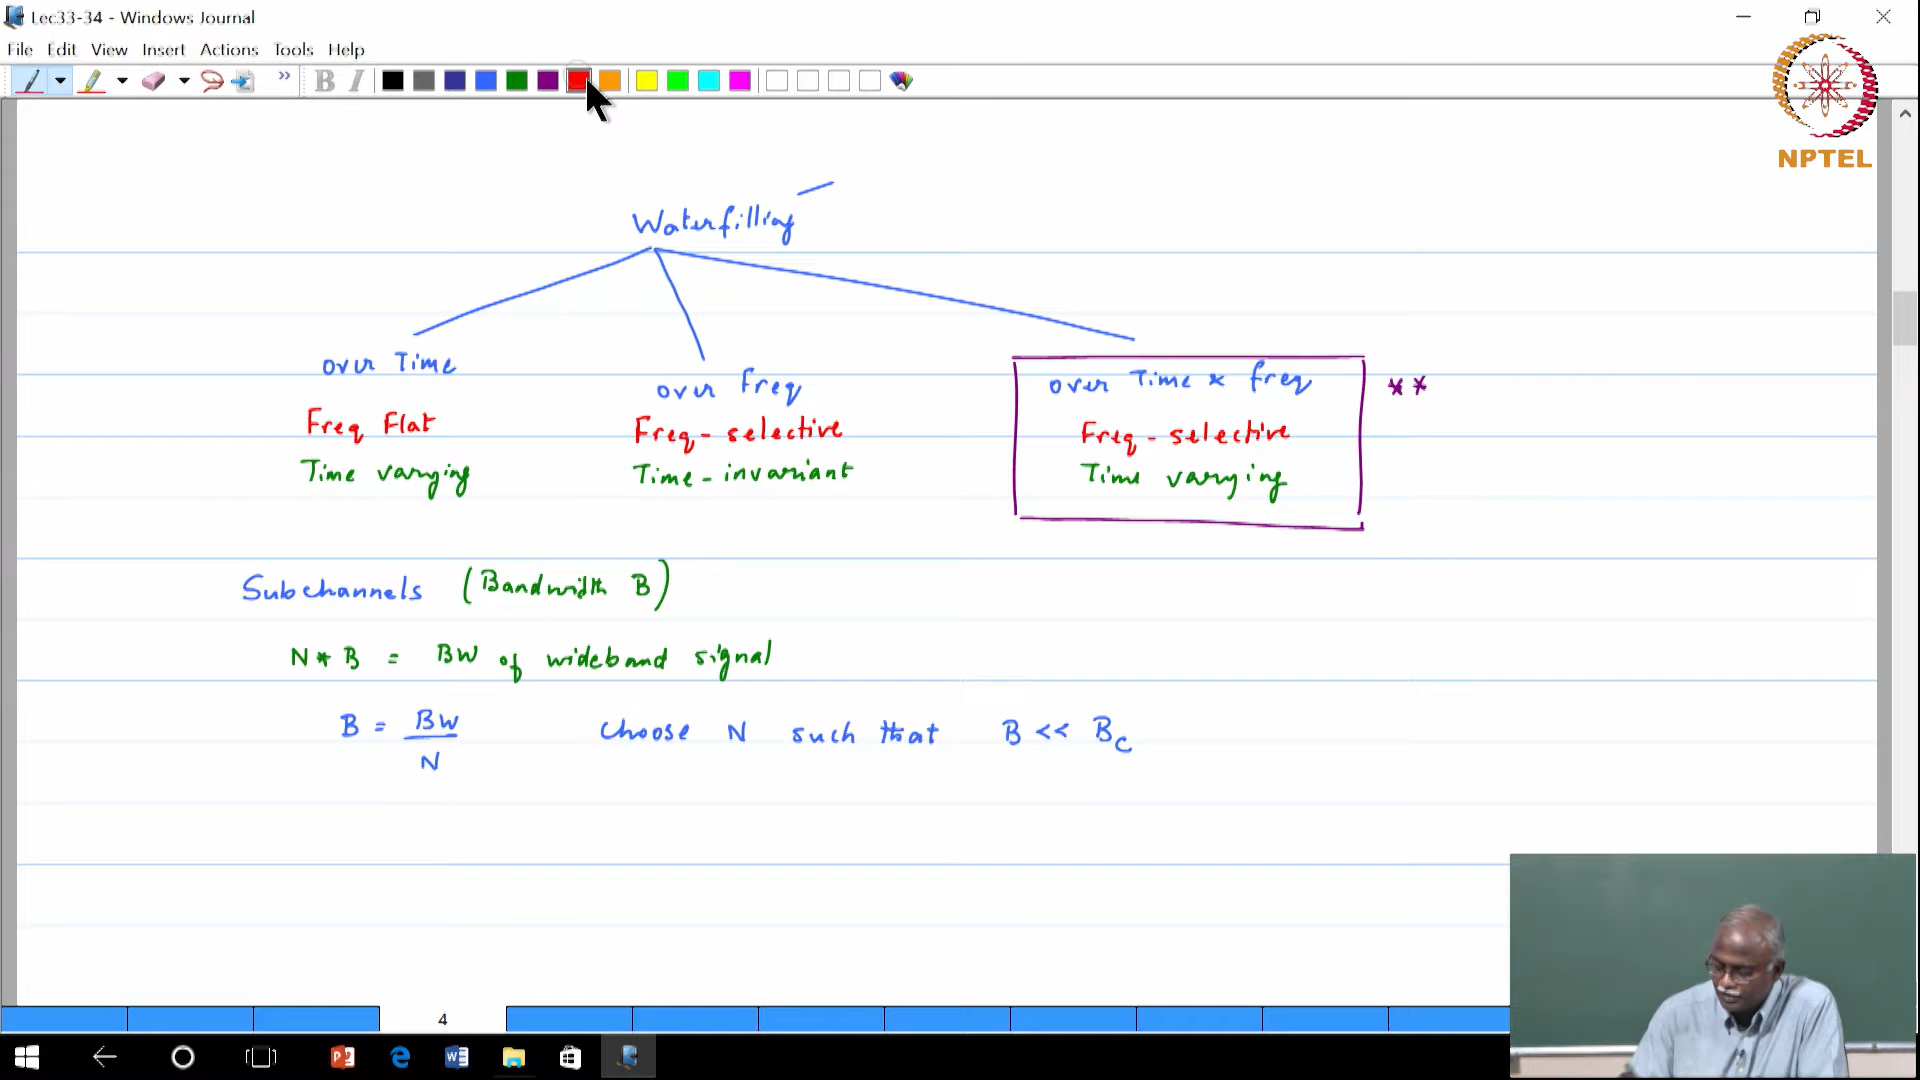 Lec33-34 - Windows Journal
File Edit View Insert Actions Tools Help
B I
NPTEL
Waterfilling
over Time
over Freq
over Time * freq
**
Freq Flat
Freq-selective
Freq-selective
Time varying
Time-invariant
Time varying
Subchannels (Bandwidth B)
N * B = BW of wideband signal
B = BW
N
choose N such that B << Bc
4